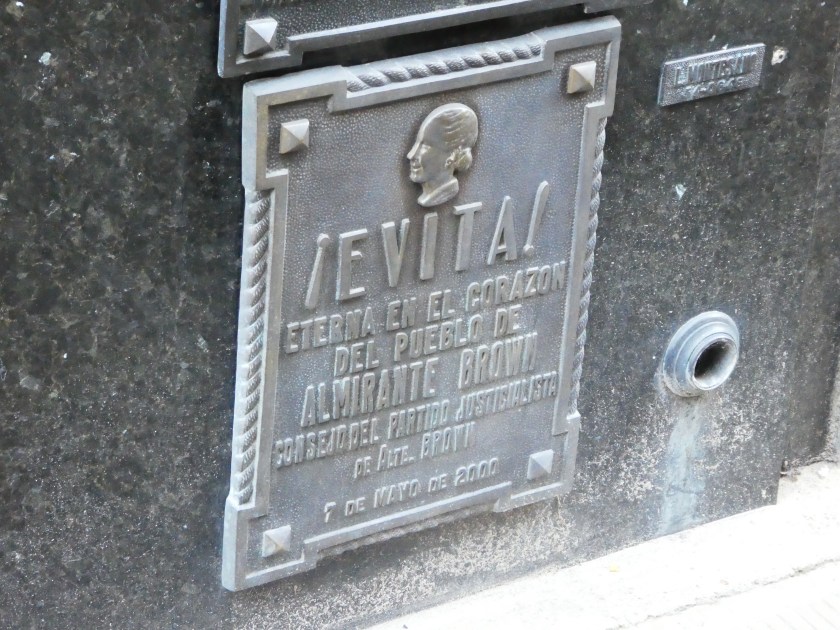 ¡EVITA!
ETERNA EN EL CORAZON
DEL PUEBLO DE
ALMIRANTE BROWN
CONSEJO DEL PARTIDO JUSTICIALISTA
DE ALTE. BROWN
7 DE MAYO DE 2000
MONTESANO